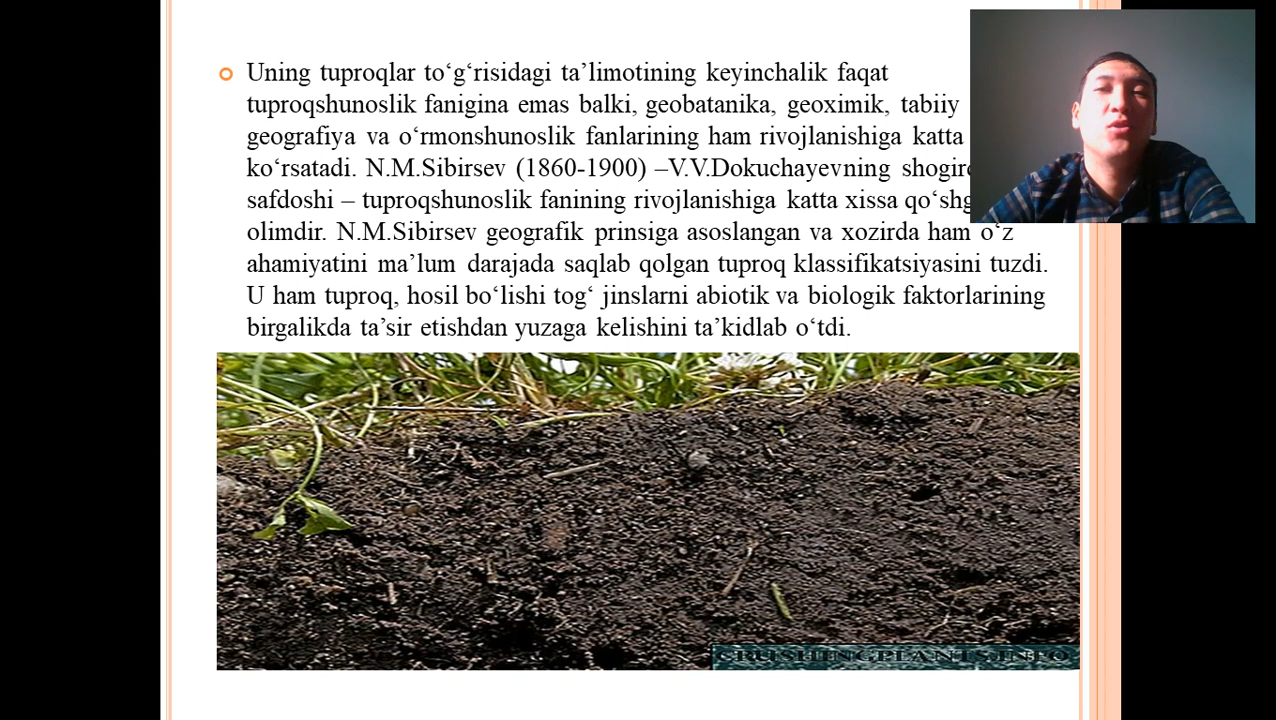 Uning tuproqlar to‘g‘risidagi ta’limotining keyinchalik faqat
tuproqshunoslik fanigina emas balki, geobatanika, geoximik, tabiiy
geografiya va o‘rmonshunoslik fanlarining ham rivojlanishiga katta
ko‘rsatadi. N.M.Sibirsev (1860-1900) –V.V.Dokuchayevning
safdoshi – tuproqshunoslik fanining rivojlanishiga katta xissa
olimdir. N.M.Sibirsev geografik prinsiga asoslangan va xozirda ham o‘z
ahamiyatini ma’lum darajada saqlab qolgan tuproq klassifikatsiyasini tuzdi.
U ham tuproq, hosil bo‘lishi tog‘ jinslarni abiotik va biologik faktorlarining
birgalikda ta’sir etishdan yuzaga kelishini ta’kidlab o‘tdi.
CRUSHINGPLANTS.INFO